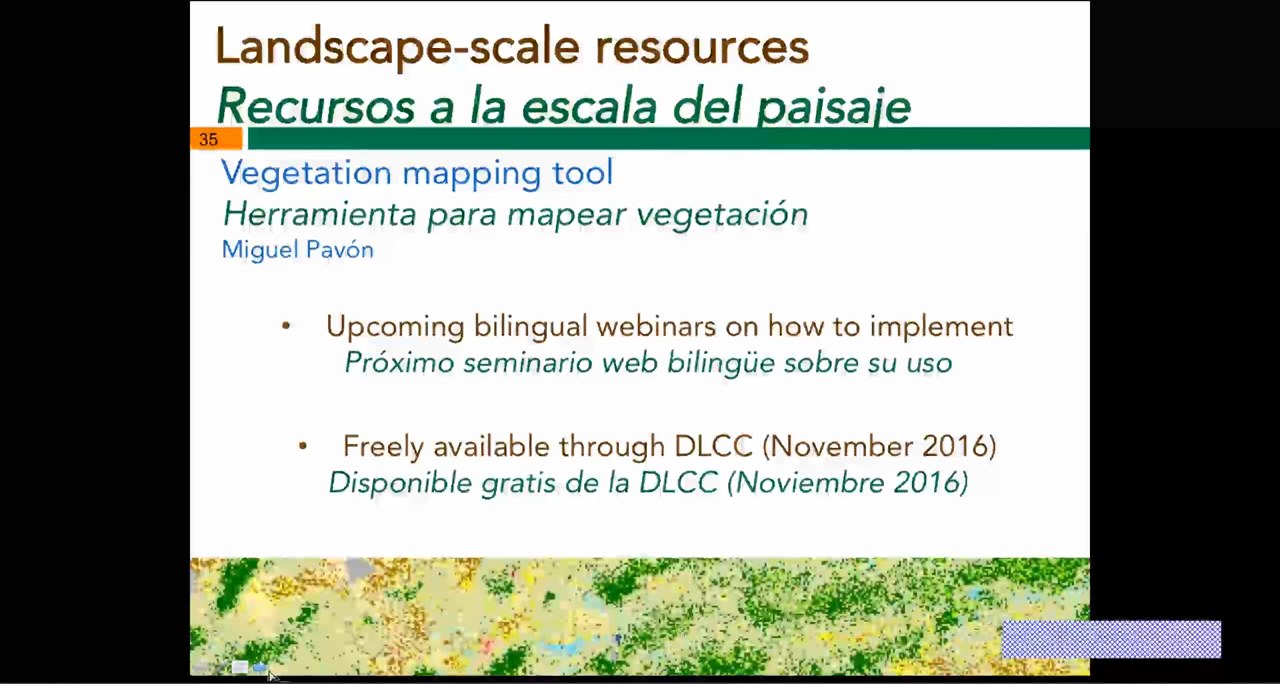 Landscape-scale resources
Recursos a la escala del paisaje
35
Vegetation mapping tool
Herramienta para mapear vegetación
Miguel Pavón
• Upcoming bilingual webinars on how to implement
Próximo seminario web bilingüe sobre su uso
• Freely available through DLCC (November 2016)
Disponible gratis de la DLCC (Noviembre 2016)